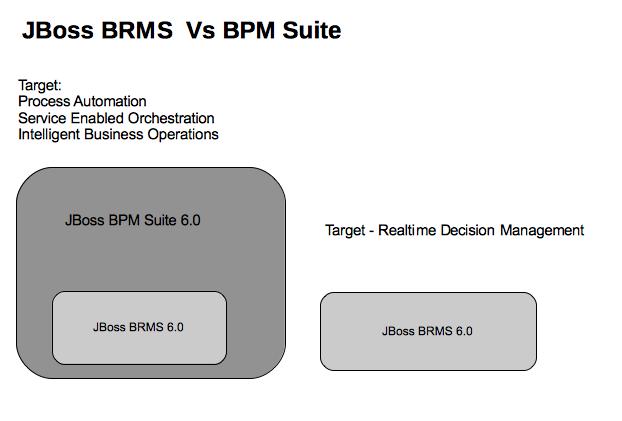 JBoss BRMS Vs BPM Suite
Target:
Process Automation
Service Enabled Orchestration
Intelligent Business Operations
JBoss BPM Suite 6.0
JBoss BRMS 6.0
Target - Realtime Decision Management
JBoss BRMS 6.0